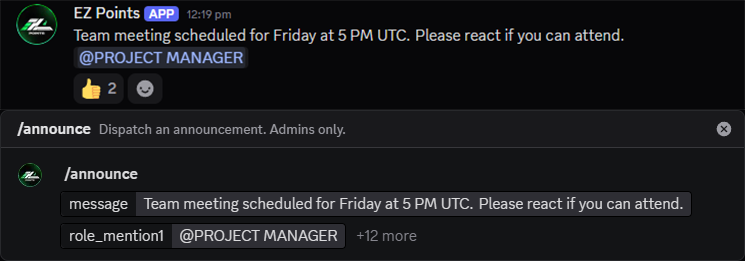 EZ Points APP 12:19 pm
Team meeting scheduled for Friday at 5 PM UTC. Please react if you can attend.
@PROJECT MANAGER
2
/announce Dispatch an announcement. Admins only.
/announce
message Team meeting scheduled for Friday at 5 PM UTC. Please react if you can attend.
role_mention1 @PROJECT MANAGER +12 more